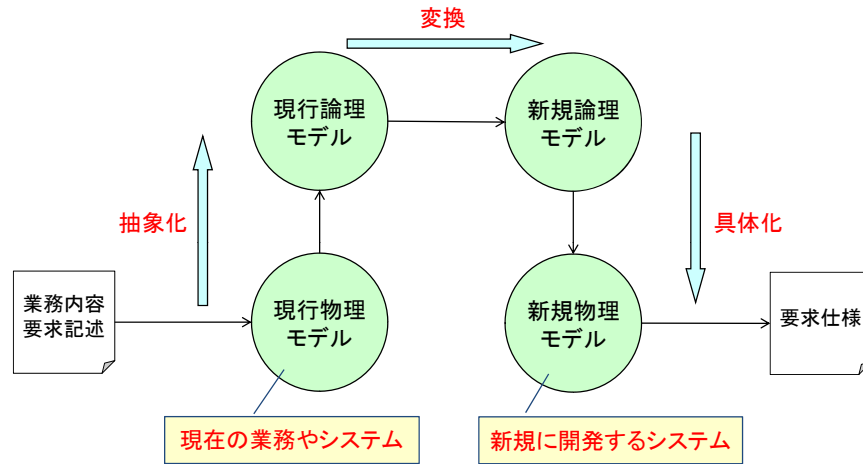 変換
現行論理
モデル
新規論理
モデル
抽象化
具体化
業務内容
要求記述
現行物理
モデル
新規物理
モデル
要求仕様
現在の業務やシステム
新規に開発するシステム